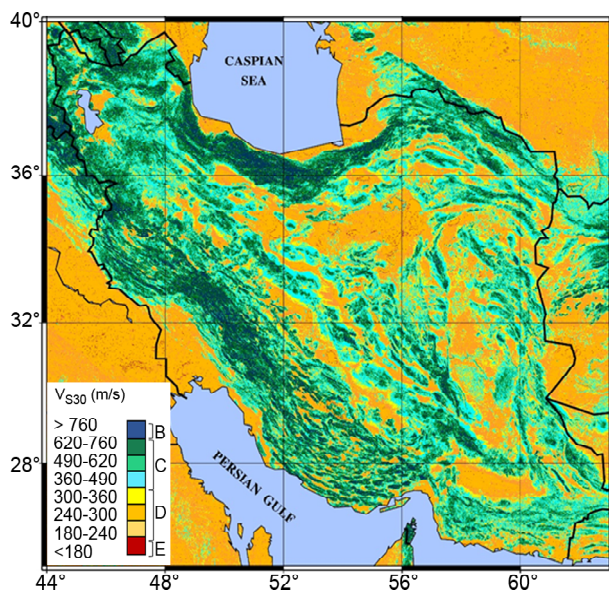 40°
CASPIAN
SEA
36°
32°
V_S30 (m/s)
> 760
620-760
490-620
360-490
300-360
240-300
180-240
<180
B
C
D
E
28°
PERSIAN GULF
44°
48°
52°
56°
60°